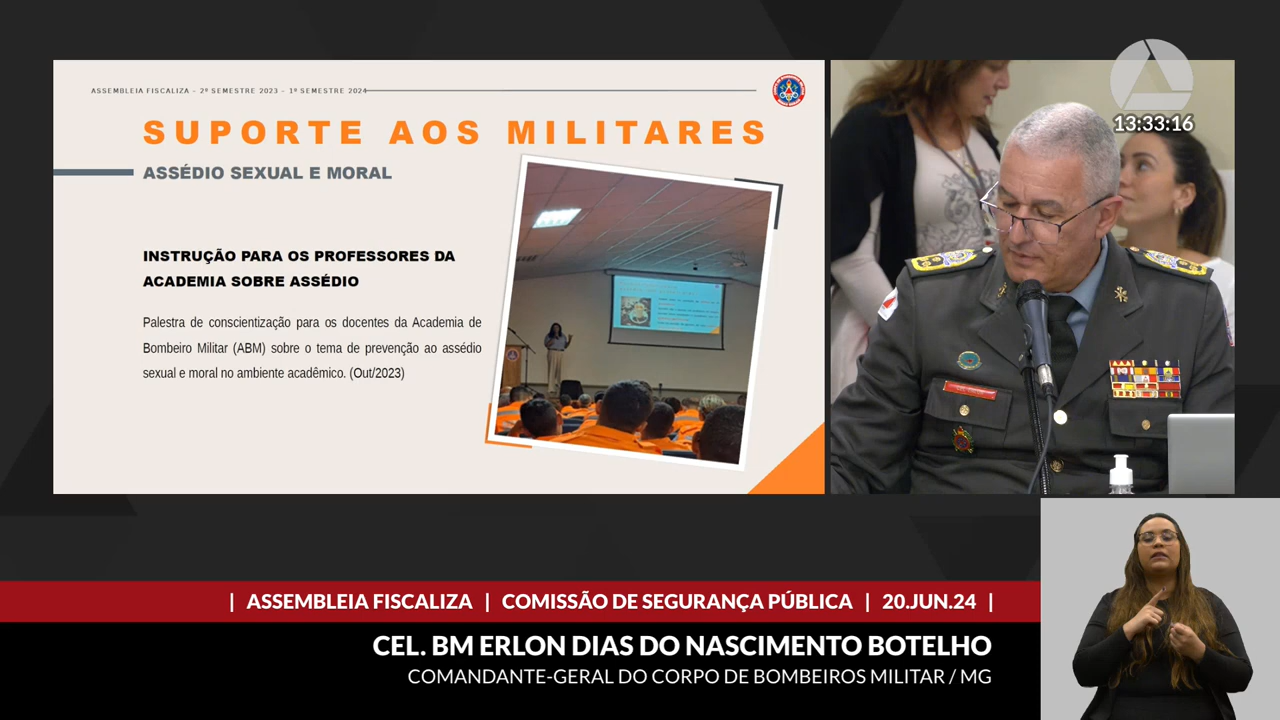 ASSEMBLEIA FISCALIZA - 2º SEMESTRE 2023 - 1º SEMESTRE 2024
SUPORTE AOS MILITARES
ASSÉDIO SEXUAL E MORAL
INSTRUÇÃO PARA OS PROFESSORES DA
ACADEMIA SOBRE ASSÉDIO
Palestra de conscientização para os docentes da Academia de
Bombeiro Militar (ABM) sobre o tema de prevenção ao assédio
sexual e moral no ambiente acadêmico. (Out/2023)
13:33:16
| ASSEMBLEIA FISCALIZA | COMISSÃO DE SEGURANÇA PÚBLICA | 20.JUN.24 |
CEL. BM ERLON DIAS DO NASCIMENTO BOTELHO
COMANDANTE-GERAL DO CORPO DE BOMBEIROS MILITAR / MG